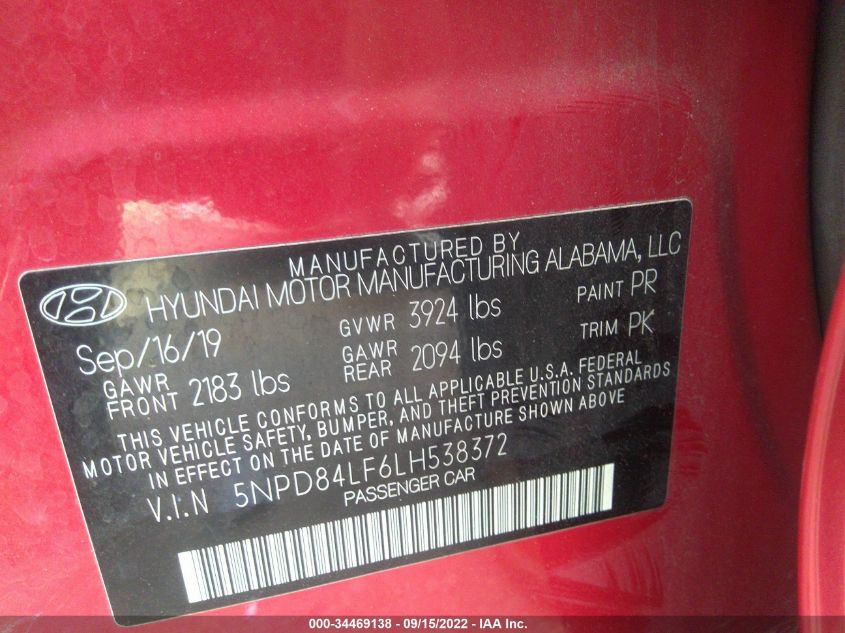 MANUFACTURED BY
HYUNDAI MOTOR MANUFACTURING ALABAMA, LLC
Sep/16/19 GVWR 3924 lbs PAINT PR
GAWR FRONT 2183 lbs GAWR REAR 2094 lbs TRIM PK
THIS VEHICLE CONFORMS TO ALL APPLICABLE U.S.A. FEDERAL
MOTOR VEHICLE SAFETY, BUMPER, AND THEFT PREVENTION STANDARDS
IN EFFECT ON THE DATE OF MANUFACTURE SHOWN ABOVE
V.I.N 5NPD84LF6LH538372
PASSENGER CAR
000-34469138 - 09/15/2022 - IAA Inc.